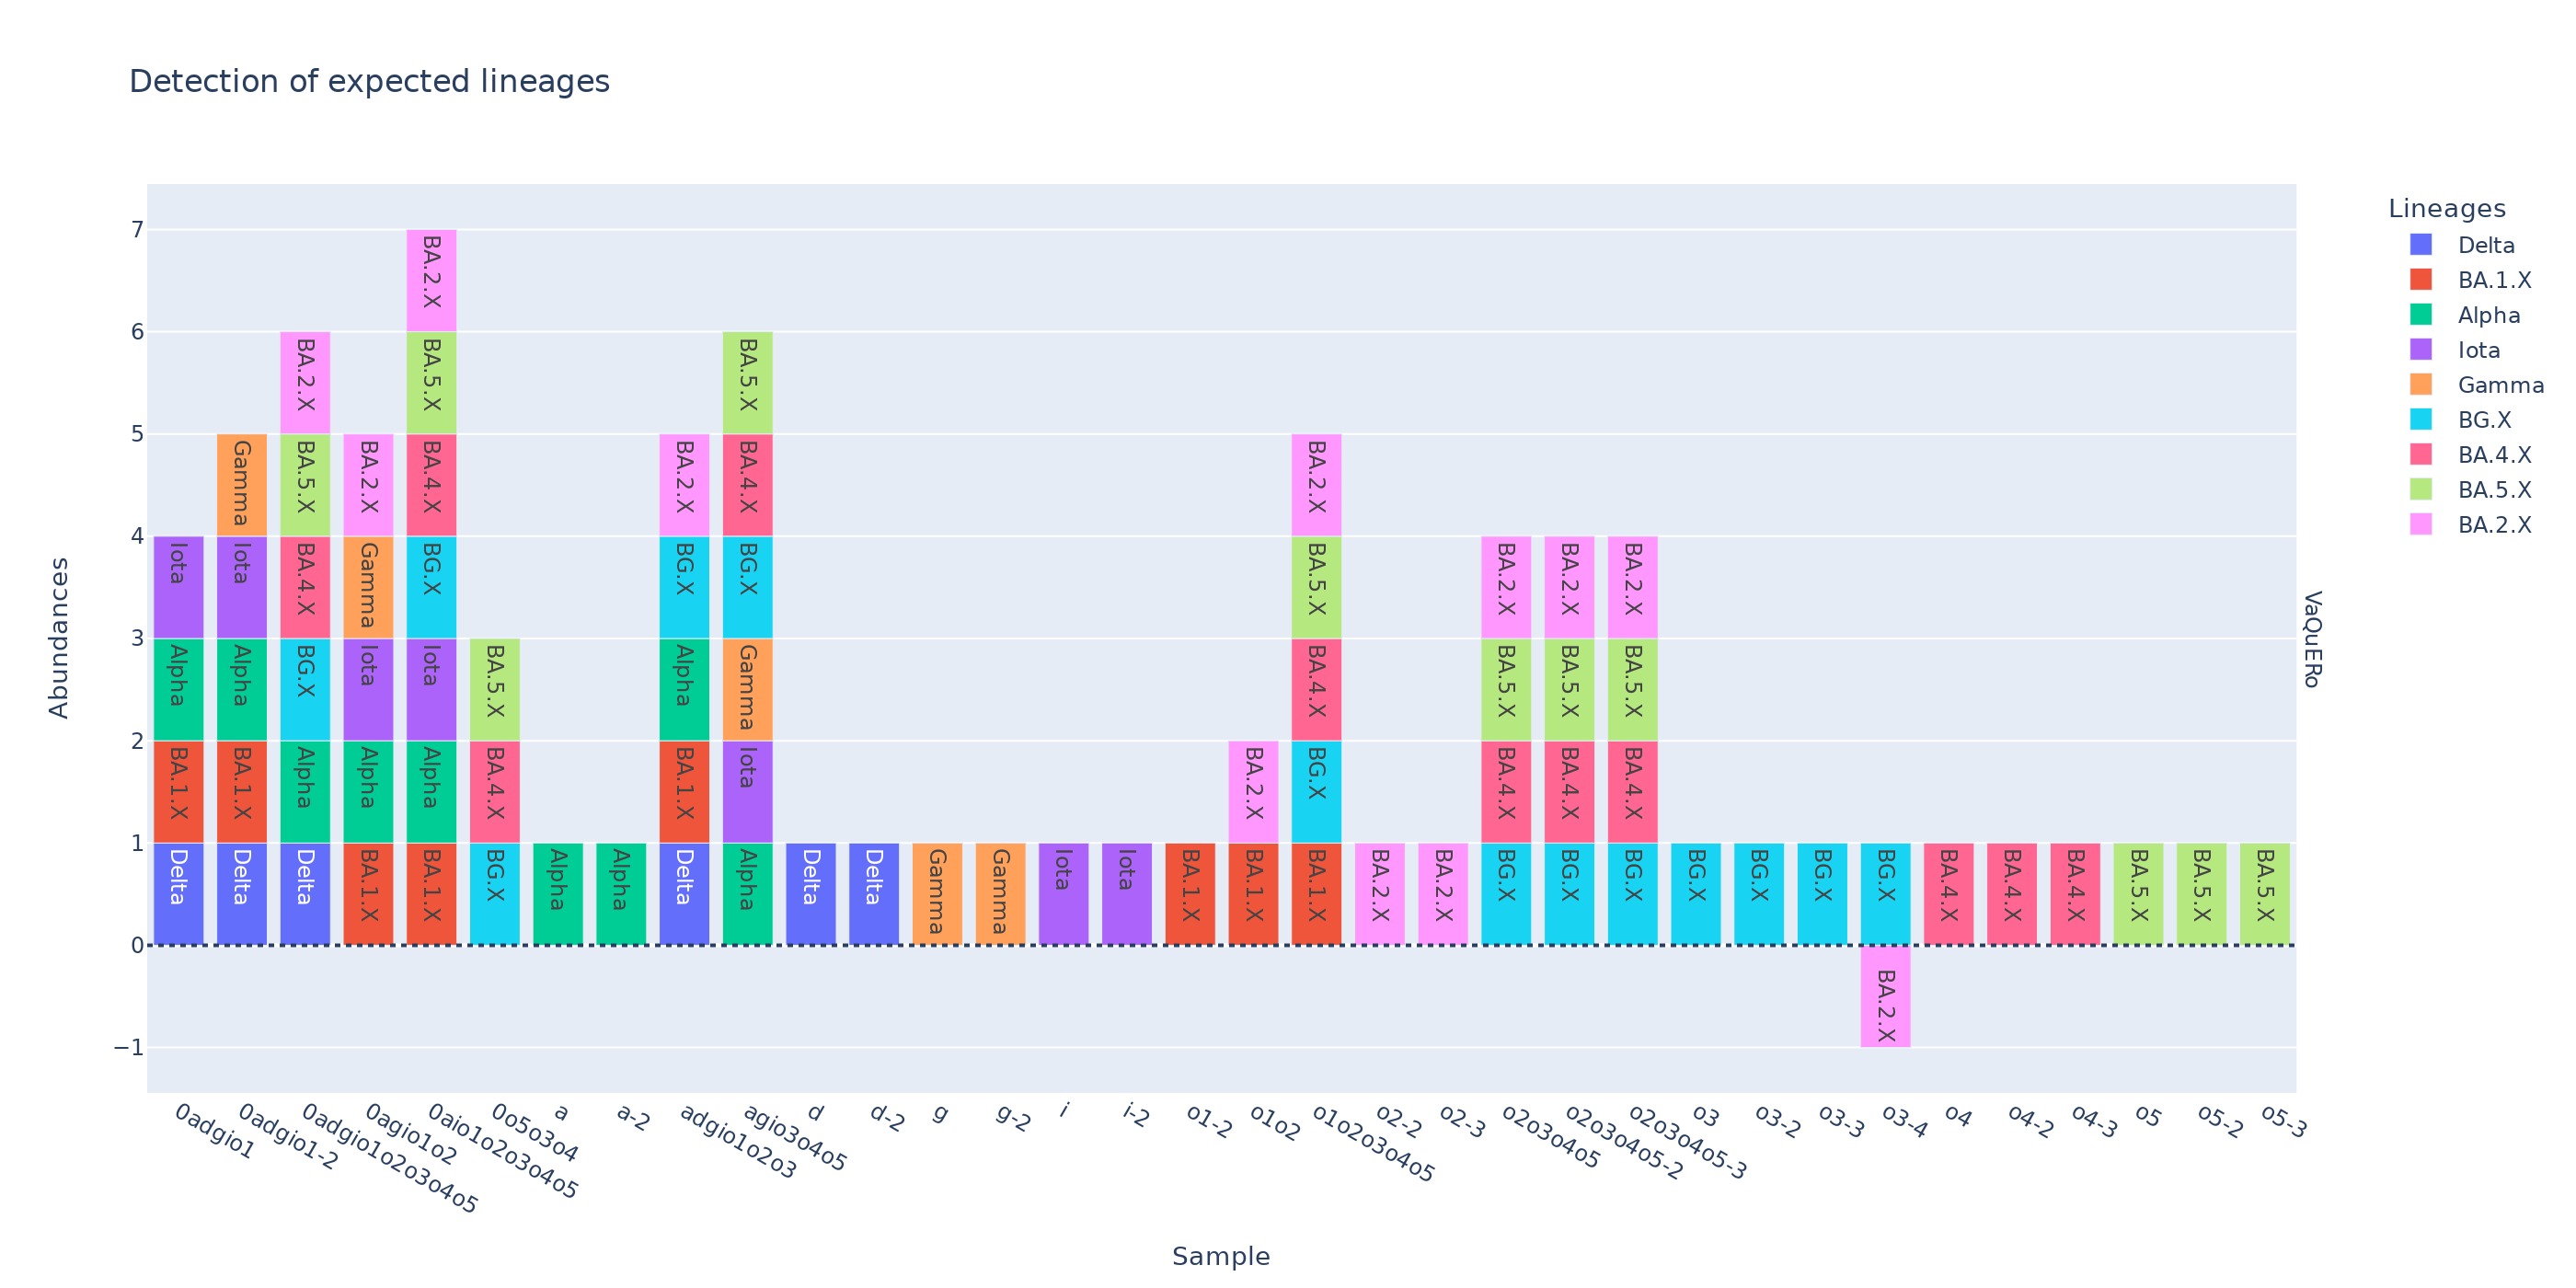 Detection of expected lineages
Abundances
7
6
5
4
3
2
1
0
−1
Delta
BA.1.X
Alpha
Iota
Delta
BA.1.X
Alpha
Iota
Gamma
Delta
Alpha
BG.X
BA.4.X
BA.5.X
BA.2.X
BA.1.X
Alpha
Iota
Gamma
BA.2.X
BA.1.X
Alpha
Iota
BG.X
BA.4.X
BA.5.X
BA.2.X
BG.X
BA.4.X
BA.5.X
Alpha
Alpha
Delta
BA.1.X
Alpha
BG.X
BA.2.X
Alpha
Iota
Gamma
BG.X
BA.4.X
BA.5.X
Delta
Delta
Gamma
Gamma
Iota
Iota
BA.1.X
BA.1.X
BA.2.X
BA.1.X
BG.X
BA.4.X
BA.5.X
BA.2.X
BA.2.X
BA.2.X
BG.X
BA.4.X
BA.5.X
BA.2.X
BG.X
BA.4.X
BA.5.X
BA.2.X
BG.X
BA.4.X
BA.5.X
BA.2.X
BG.X
BG.X
BG.X
BG.X
BA.2.X
BA.4.X
BA.4.X
BA.4.X
BA.5.X
BA.5.X
BA.5.X
0adgio1
0adgio1-2
0adgio1o2o3o4o5
0agio1o2
0aio1o2o3o4o5
0o5o3o4
a
a-2
adgio1o2o3
agio3o4o5
d
d-2
g
g-2
i
i-2
o1-2
o1o2
o1o2o3o4o5
o2-2
o2-3
o2o3o4o5
o2o3o4o5-2
o2o3o4o5-3
o3
o3-2
o3-3
o3-4
o4
o4-2
o4-3
o5
o5-2
o5-3
Sample
VaQuERo
Lineages
Delta
BA.1.X
Alpha
Iota
Gamma
BG.X
BA.4.X
BA.5.X
BA.2.X